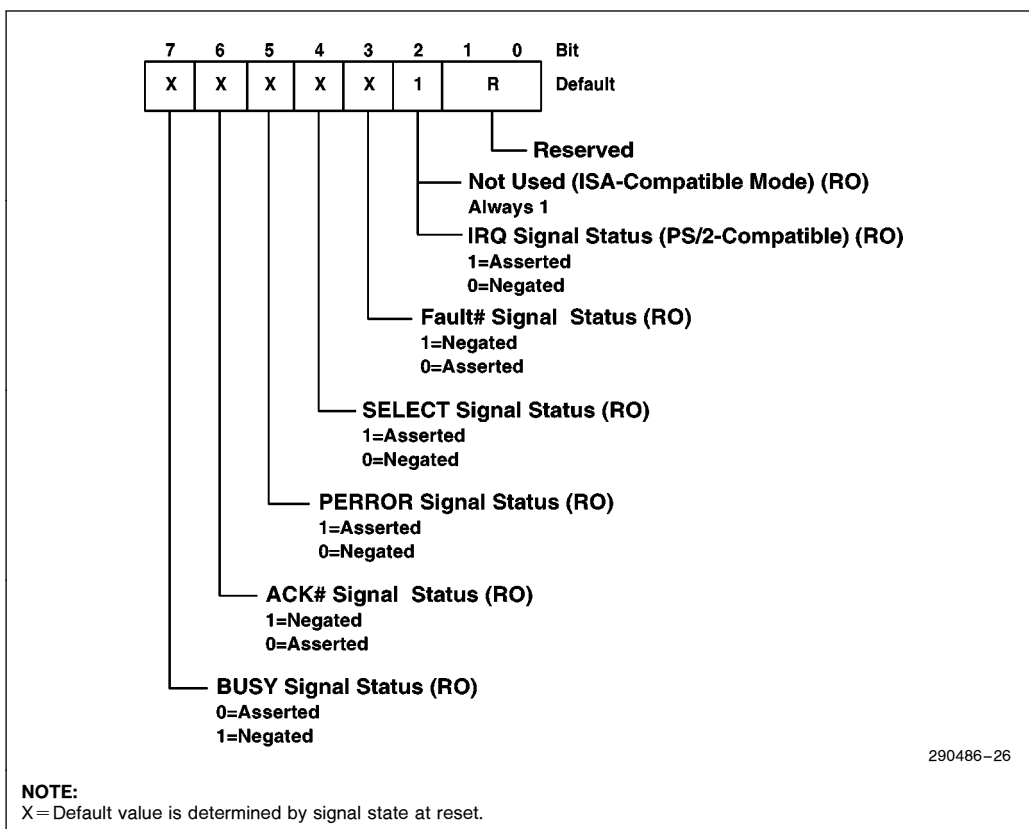 7 6 5 4 3 2 1 0 Bit
X X X X X 1 R Default
Reserved
Not Used (ISA-Compatible Mode) (RO)
Always 1
IRQ Signal Status (PS/2-Compatible) (RO)
1=Asserted
0=Negated
Fault# Signal Status (RO)
1=Negated
0=Asserted
SELECT Signal Status (RO)
1=Asserted
0=Negated
PERROR Signal Status (RO)
1=Asserted
0=Negated
ACK# Signal Status (RO)
1=Negated
0=Asserted
BUSY Signal Status (RO)
0=Asserted
1=Negated
290486–26
NOTE:
X=Default value is determined by signal state at reset.